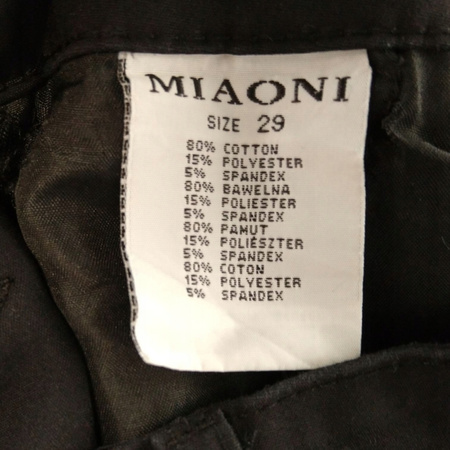 MIAONI
SIZE 29
80% COTTON
15% POLYESTER
5% SPANDEX
80% BAWELNA
15% POLIESTER
5% SPANDEX
80% PAMUT
15% POLIÉSZTER
5% SPANDEX
80% COTON
15% POLYESTER
5% SPANDEX